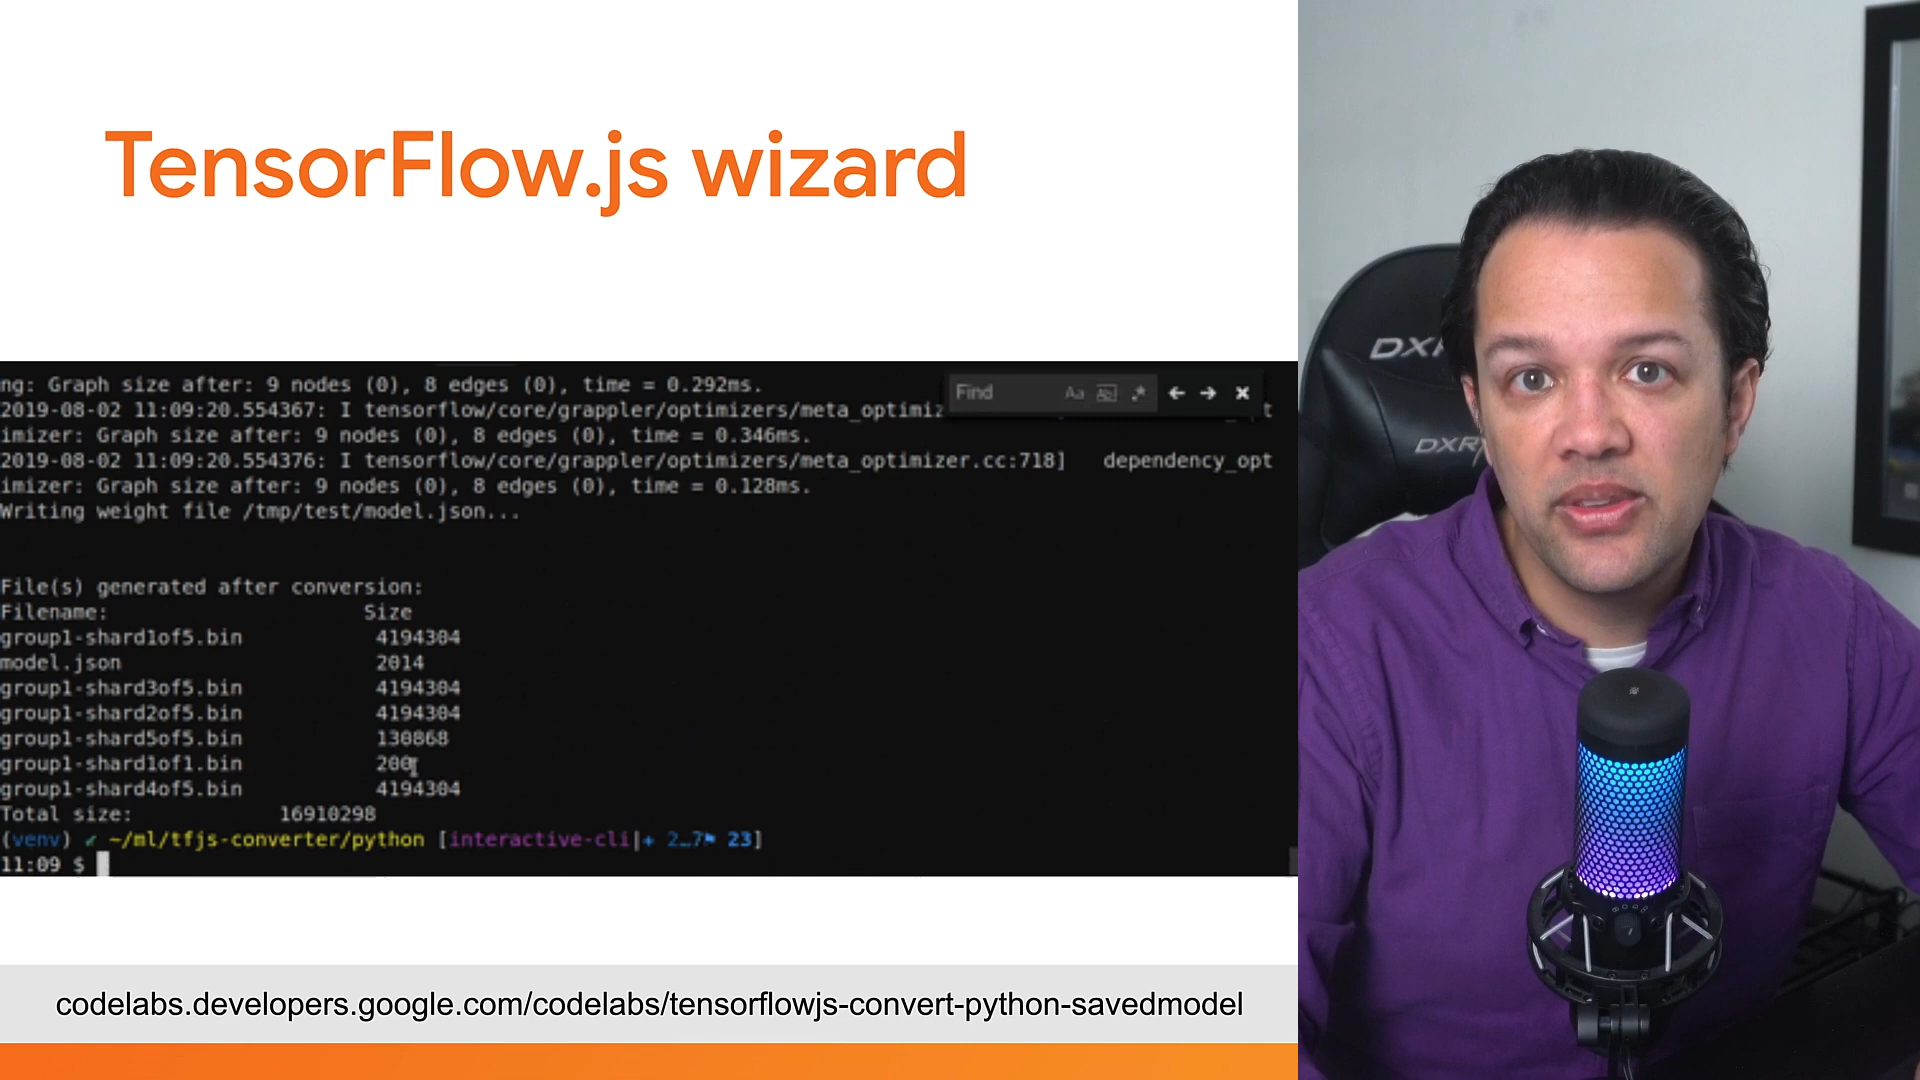 TensorFlow.js wizard
ng: Graph size after: 9 nodes (0), 8 edges (0), time = 0.292ms.
Find
2019-08-02 11:09:20.554367: I tensorflow/core/grappler/optimizers/meta_optimiz
imizer: Graph size after: 9 nodes (0), 8 edges (0), time = 0.346ms.
2019-08-02 11:09:20.554376: I tensorflow/core/grappler/optimizers/meta_optimizer.cc:718] dependency_opt
imizer: Graph size after: 9 nodes (0), 8 edges (0), time = 0.128ms.
Writing weight file /tmp/test/model.json...
File(s) generated after conversion:
Filename: Size
group1-shard1of5.bin 4194304
model.json 2014
group1-shard3of5.bin 4194304
group1-shard2of5.bin 4194304
group1-shard5of5.bin 130868
group1-shard1of1.bin 200
group1-shard4of5.bin 4194304
Total size: 16910298
(venv) ✔ ~/ml/tfjs-converter/python [interactive-cli|+ 2…7⚑ 23]
11:09 $
codelabs.developers.google.com/codelabs/tensorflowjs-convert-python-savedmodel